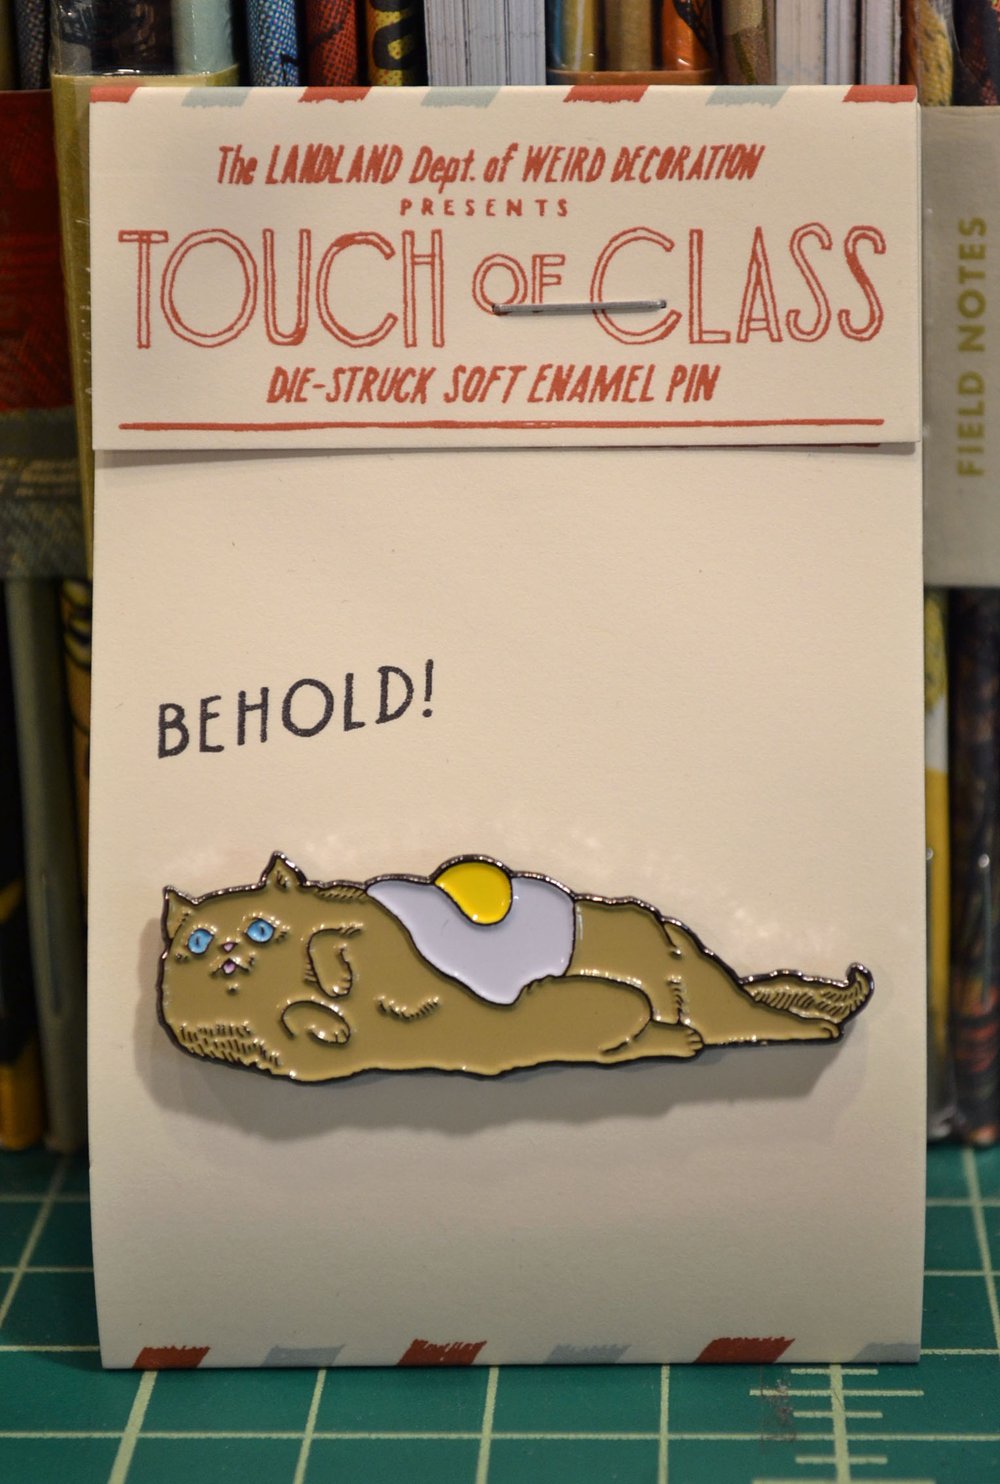 The LANDLAND Dept. of WEIRD DECORATION
PRESENTS
TOUCH OF CLASS
DIE-STRUCK SOFT ENAMEL PIN
BEHOLD!
FIELD NOTES